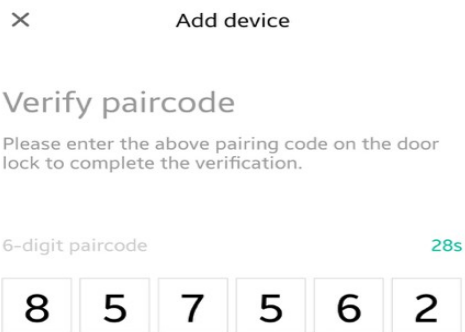 Add device
Verify paircode
Please enter the above pairing code on the door
lock to complete the verification.
6-digit paircode 28s
8 5 7 5 6 2